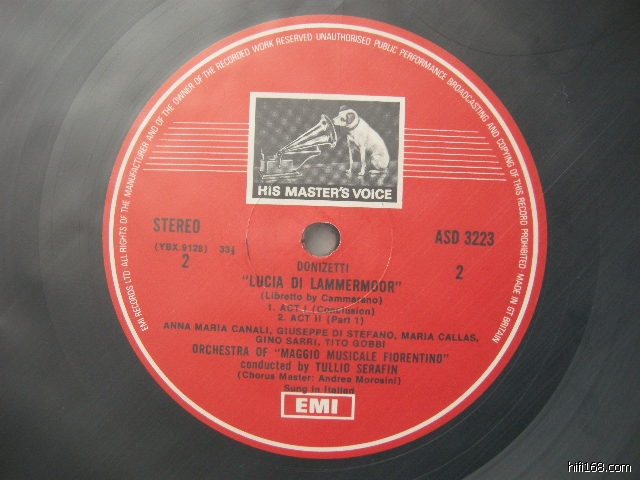 EMI RECORDS LTD ALL RIGHTS OF THE MANUFACTURER AND OF THE OWNER OF THE RECORDED WORK RESERVED UNAUTHORISED PUBLIC PERFORMANCE BROADCASTING AND COPYING OF THIS RECORD PROHIBITED MADE IN GT BRITAIN
HIS MASTER'S VOICE
STEREO
(YBX.9128) 33⅓
2
ASD 3223
2
DONIZETTI
"LUCIA DI LAMMERMOOR"
(Libretto by Cammarano)
1. ACT I (Conclusion)
2. ACT II (Part 1)
ANNA MARIA CANALI, GIUSEPPE DI STEFANO, MARIA CALLAS,
GINO SARRI, TITO GOBBI
ORCHESTRA OF "MAGGIO MUSICALE FIORENTINO"
conducted by TULLIO SERAFIN
(Chorus Master: Andrea Morosini)
Sung in Italian
EMI
hifi168.com